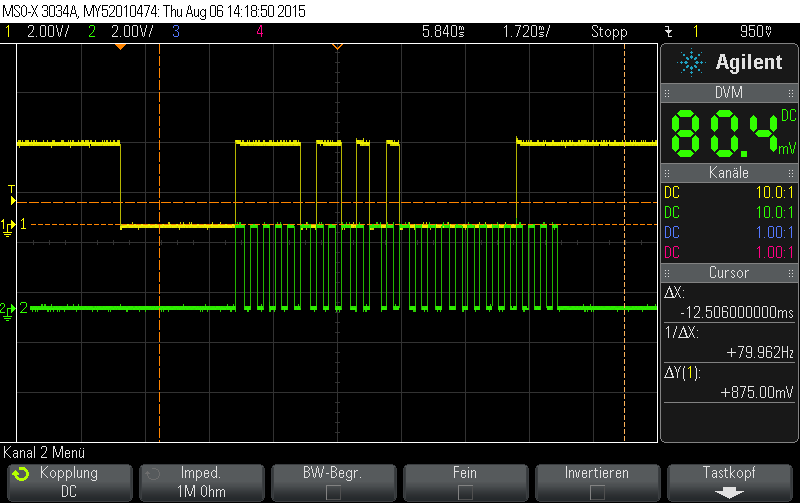 MSO-X 3034A, MY52010474: Thu Aug 06 14:18:50 2015
1 2.00V/ 2 2.00V/ 3 4 5.840s 1.720s/ Stopp 1 950V
Agilent
DVM
DC
80.4 mV
Kanäle
DC 10.0:1
DC 10.0:1
DC 1.00:1
DC 1.00:1
Cursor
ΔX:
-12.506000000ms
1/ΔX:
+79.962Hz
ΔY(1):
+875.00mV
T
1 1
2 2
Kanal 2 Menü
Kopplung
DC
Imped.
1M Ohm
BW-Begr.
Fein
Invertieren
Tastkopf